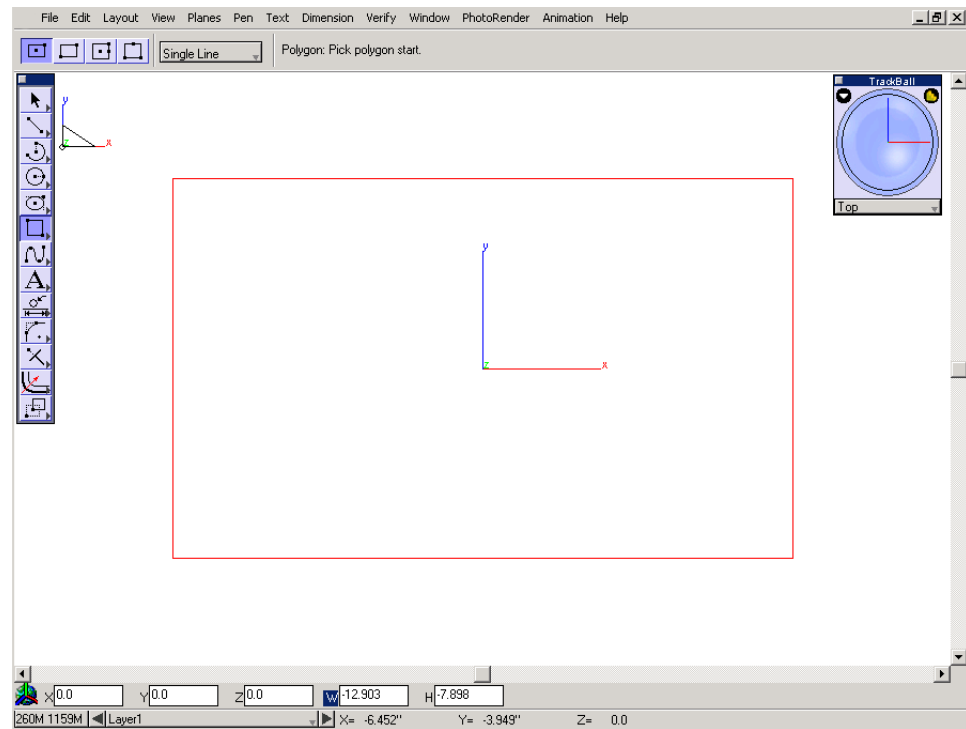 File Edit Layout View Planes Pen Text Dimension Verify Window PhotoRender Animation Help
Single Line Polygon: Pick polygon start.
TrackBall
y
x
z
Top
y
z
x
A
X 0.0 Y 0.0 Z 0.0 W -12.903 H -7.898
260M 1159M Layer1 X= -6.452" Y= -3.949" Z= 0.0